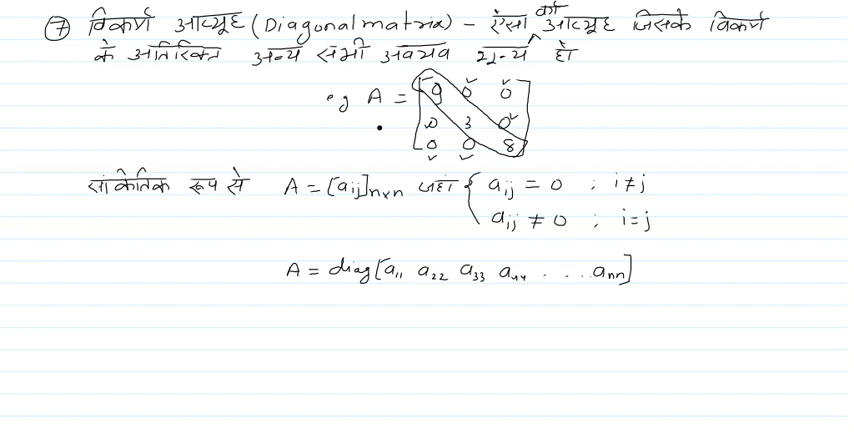 ⑦ विकर्ण आव्यूह (Diagonal matrix) - ऐसा वर्ग आव्यूह जिसके विकर्ण
के अतिरिक्त अन्य सभी अवयव शून्य हो
eg A = [9 0 0
0 3 0
0 0 8]
सांकेतिक रूप से A = [aij]n×n जहाँ { aij = 0 ; i ≠ j
aij ≠ 0 ; i = j
A = diag [a11 a22 a33 a44 . . . . ann]